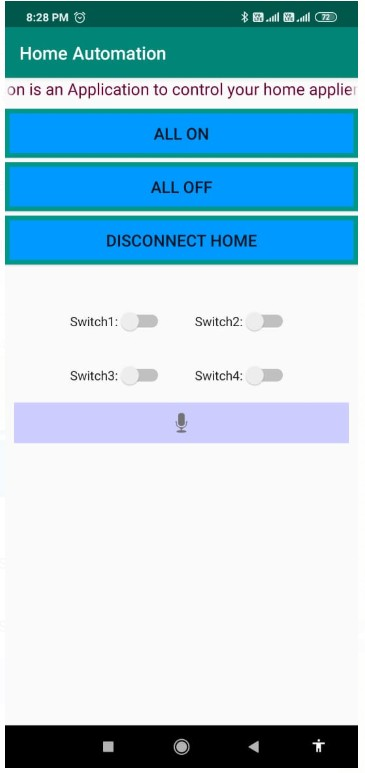 8:28 PM 72
Home Automation
on is an Application to control your home applier
ALL ON
ALL OFF
DISCONNECT HOME
Switch1: Switch2:
Switch3: Switch4: